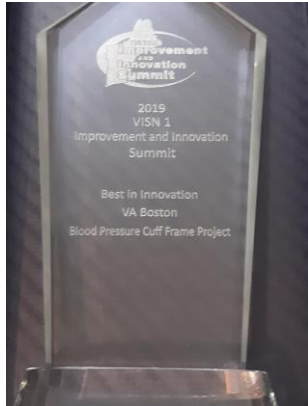 Improvement
AND
Innovation
Summit
2019
VISN 1
Improvement and Innovation
Summit
Best in Innovation
VA Boston
Blood Pressure Cuff Frame Project